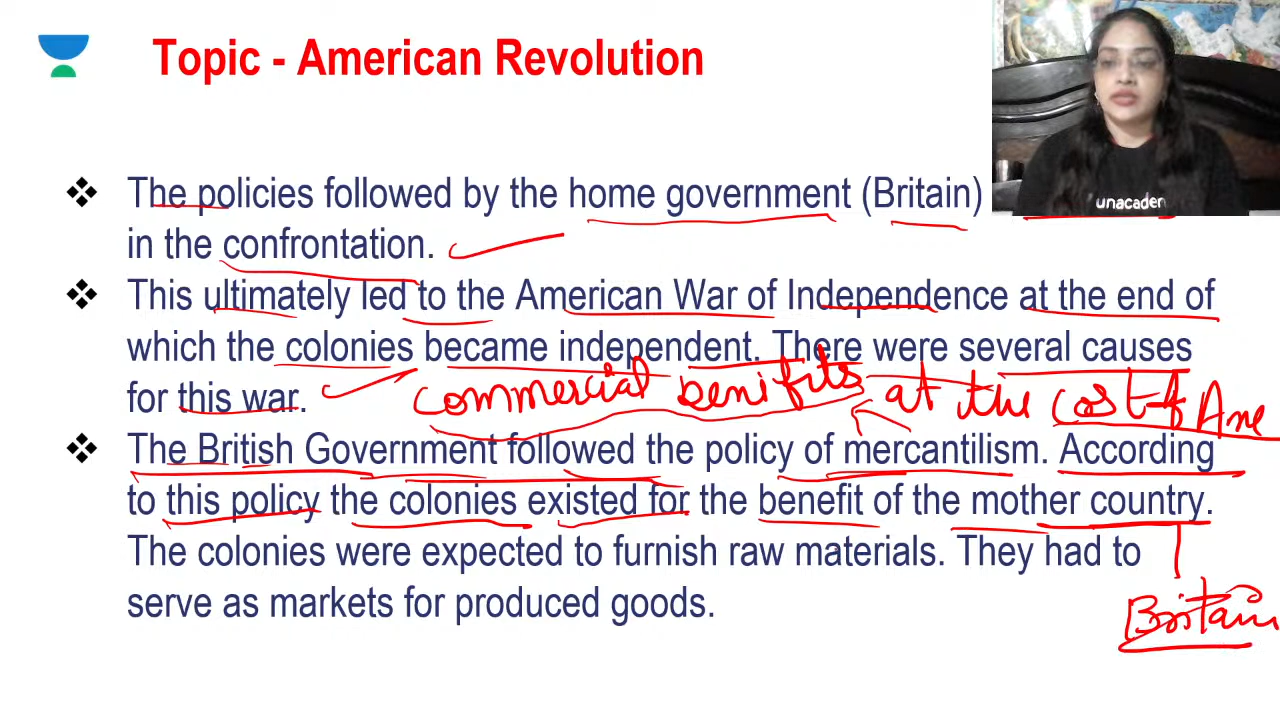 Topic - American Revolution
unacadem
❖ The policies followed by the home government (Britain)
in the confrontation.
❖ This ultimately led to the American War of Independence at the end of
which the colonies became independent. There were several causes
for this war.
commercial benifits at the cost of Ame
❖ The British Government followed the policy of mercantilism. According
to this policy the colonies existed for the benefit of the mother country.
The colonies were expected to furnish raw materials. They had to
serve as markets for produced goods.
Britain